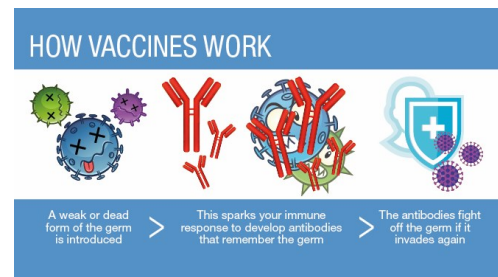 HOW VACCINES WORK
A weak or dead
form of the germ
is introduced
>
This sparks your immune
response to develop antibodies
that remember the germ
>
The antibodies fight
off the germ if it
invades again